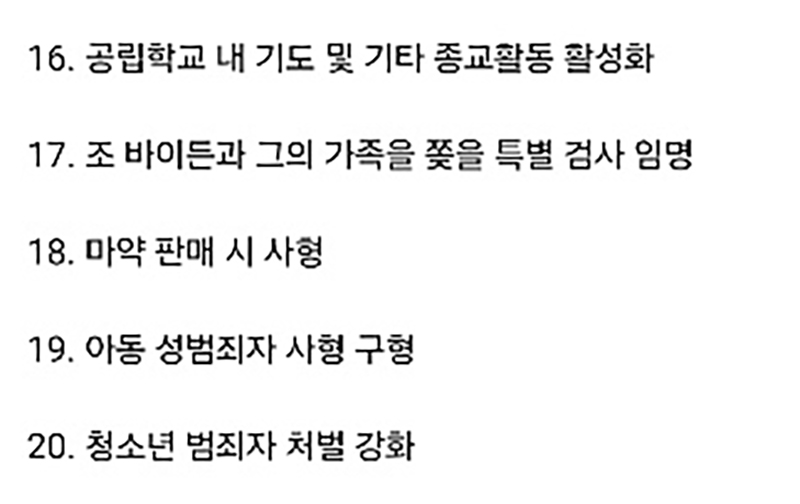 16. 공립학교 내 기도 및 기타 종교활동 활성화
17. 조 바이든과 그의 가족을 쫓을 특별 검사 임명
18. 마약 판매 시 사형
19. 아동 성범죄자 사형 구형
20. 청소년 범죄자 처벌 강화